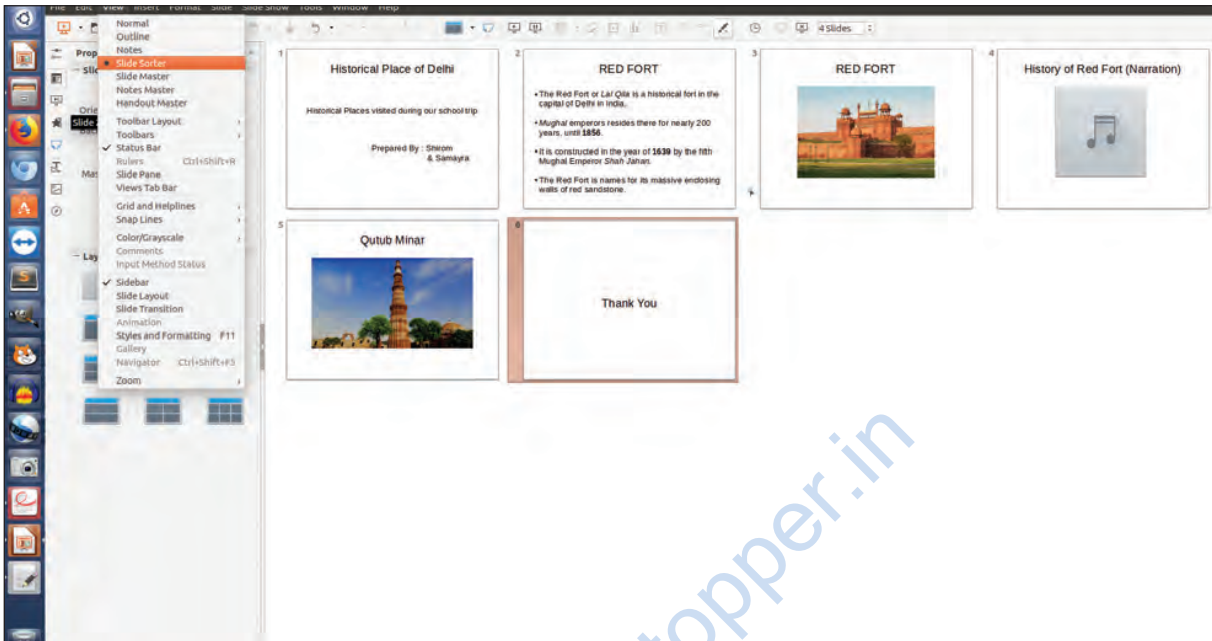 File Edit View Insert Format Slide Slide Show Tools Window Help
4 Slides
Normal
Outline
Notes
Slide Sorter
Slide Master
Notes Master
Handout Master
Toolbar Layout
Toolbars
Status Bar
Rulers Ctrl+Shift+R
Slide Pane
Views Tab Bar
Grid and Helplines
Snap Lines
Color/Grayscale
Comments
Input Method Status
Sidebar
Slide Layout
Slide Transition
Animation
Styles and Formatting F11
Gallery
Navigator Ctrl+Shift+F5
Zoom
Prop
Slid
Orie
Slide
Mas
Lay
1
Historical Place of Delhi
Historical Places visited during our school trip
Prepared By : Shirom
& Samayra
2
RED FORT
• The Red Fort or Lal Qila is a historical fort in the
capital of Delhi in India.
• Mughal emperors resides there for nearly 200
years, until 1856.
• It is constructed in the year of 1639 by the fifth
Mughal Emperor Shah Jahan.
• The Red Fort is names for its massive enclosing
walls of red sandstone.
3
RED FORT
4
History of Red Fort (Narration)
5
Qutub Minar
6
Thank You
topper.in